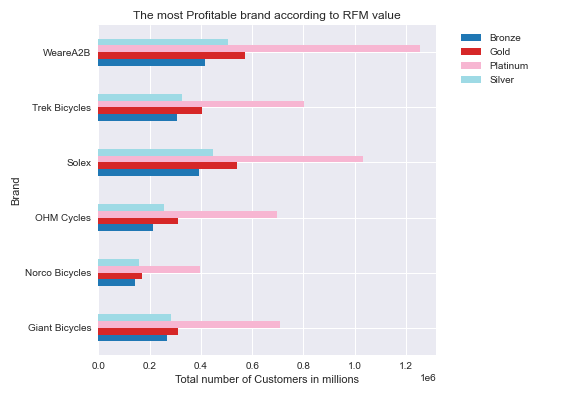 The most Profitable brand according to RFM value
Bronze
Gold
Platinum
Silver
WeareA2B
Trek Bicycles
Solex
OHM Cycles
Norco Bicycles
Giant Bicycles
Brand
0.0 0.2 0.4 0.6 0.8 1.0 1.2
1e6
Total number of Customers in millions